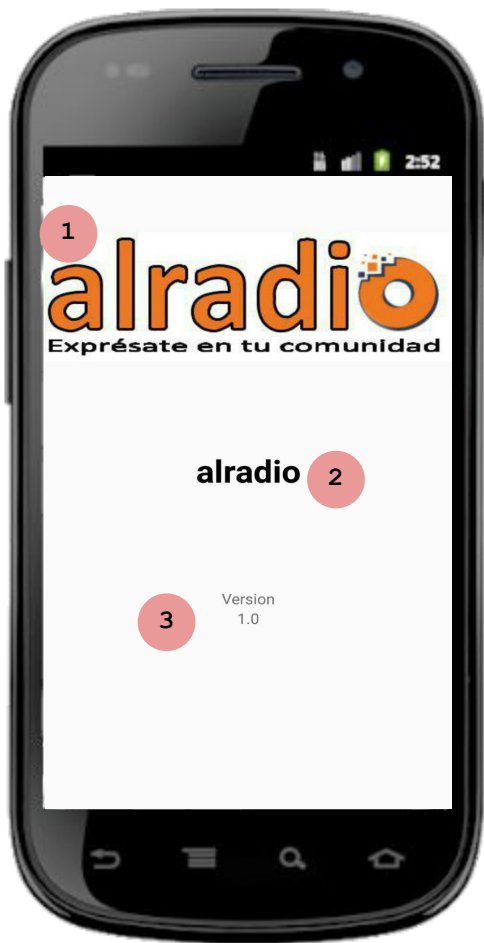 2:52
1
alradio
Exprésate en tu comunidad
alradio 2
Version
3 1.0